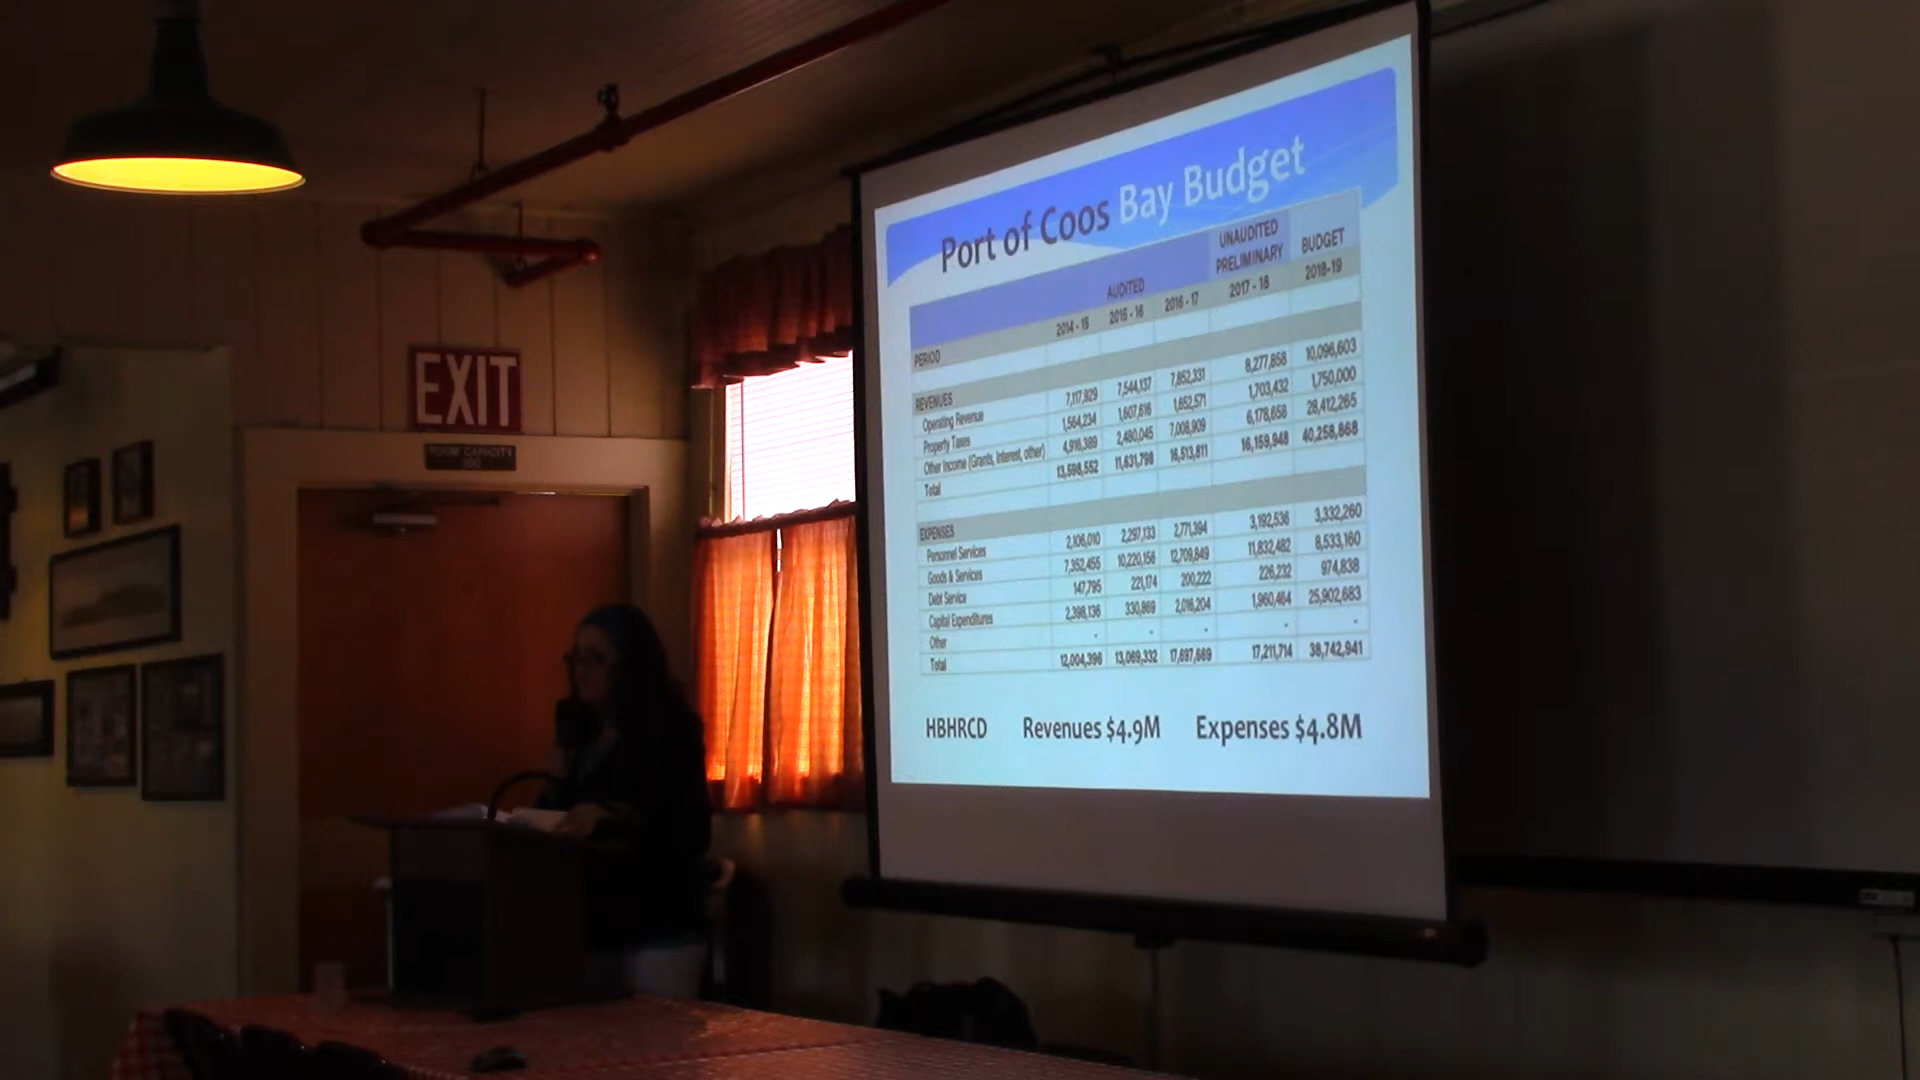 EXIT
ROOM CAPACITY
Port of Coos Bay Budget
UNAUDITED
AUDITED PRELIMINARY BUDGET
PERIOD 2014 - 15 2015 - 16 2016 - 17 2017 - 18 2018-19
REVENUES
Operating Revenue 7,117,929 7,544,137 7,852,331 8,277,858 10,096,603
Property Taxes 1,564,234 1,607,616 1,652,571 1,703,432 1,750,000
Other Income (Grants, Interest, other) 4,916,389 2,480,045 7,008,909 6,178,658 28,412,265
Total 13,598,552 11,631,798 16,513,811 16,159,948 40,258,868
EXPENSES
Personnel Services 2,106,010 2,297,133 2,771,394 3,192,536 3,332,260
Goods & Services 7,352,455 10,220,156 12,709,849 11,832,482 8,533,160
Debt Service 147,795 221,174 200,222 226,232 974,838
Capital Expenditures 2,398,136 330,869 2,016,204 1,960,464 25,902,683
Other - - - - -
Total 12,004,396 13,069,332 17,697,669 17,211,714 38,742,941
HBHRCD Revenues $4.9M Expenses $4.8M